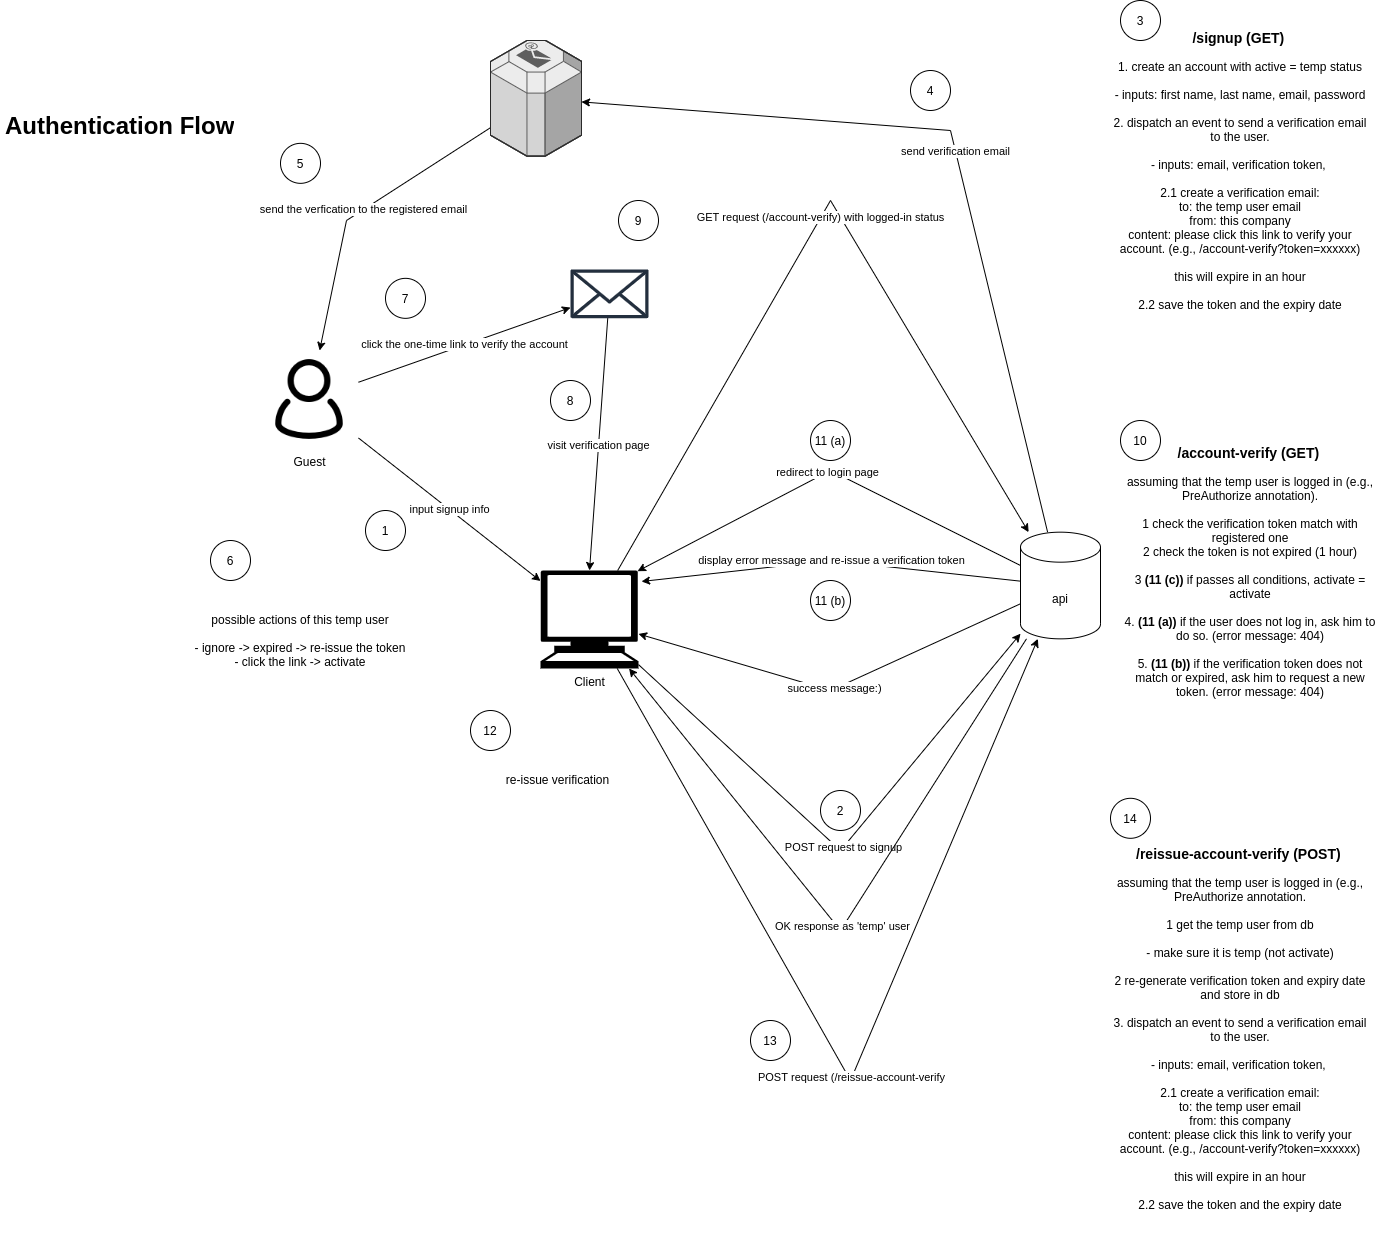 Authentication Flow
3
/signup (GET)
1. create an account with active = temp status
- inputs: first name, last name, email, password
2. dispatch an event to send a verification email
to the user.
- inputs: email, verification token,
2.1 create a verification email:
to: the temp user email
from: this company
content: please click this link to verify your
account. (e.g., /account-verify?token=xxxxxx)
this will expire in an hour
2.2 save the token and the expiry date
4
send verification email
5
send the verfication to the registered email
9
GET request (/account-verify) with logged-in status
7
click the one-time link to verify the account
8
visit verification page
Guest
input signup info
1
6
possible actions of this temp user
- ignore -> expired -> re-issue the token
- click the link -> activate
11 (a)
redirect to login page
display error message and re-issue a verification token
11 (b)
api
success message:)
Client
12
re-issue verification
2
POST request to signup
OK response as 'temp' user
13
POST request (/reissue-account-verify
10
/account-verify (GET)
assuming that the temp user is logged in (e.g.,
PreAuthorize annotation).
1 check the verification token match with
registered one
2 check the token is not expired (1 hour)
3 (11 (c)) if passes all conditions, activate =
activate
4. (11 (a)) if the user does not log in, ask him to
do so. (error message: 404)
5. (11 (b)) if the verification token does not
match or expired, ask him to request a new
token. (error message: 404)
14
/reissue-account-verify (POST)
assuming that the temp user is logged in (e.g.,
PreAuthorize annotation.
1 get the temp user from db
- make sure it is temp (not activate)
2 re-generate verification token and expiry date
and store in db
3. dispatch an event to send a verification email
to the user.
- inputs: email, verification token,
2.1 create a verification email:
to: the temp user email
from: this company
content: please click this link to verify your
account. (e.g., /account-verify?token=xxxxxx)
this will expire in an hour
2.2 save the token and the expiry date